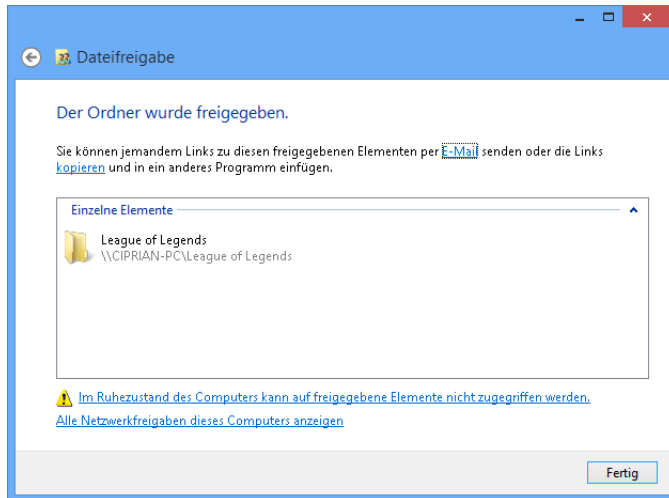 Dateifreigabe
Der Ordner wurde freigegeben.
Sie können jemandem Links zu diesen freigegebenen Elementen per E-Mail senden oder die Links
kopieren und in ein anderes Programm einfügen.
Einzelne Elemente
League of Legends
\\CIPRIAN-PC\League of Legends
Im Ruhezustand des Computers kann auf freigegebene Elemente nicht zugegriffen werden.
Alle Netzwerkfreigaben dieses Computers anzeigen
Fertig